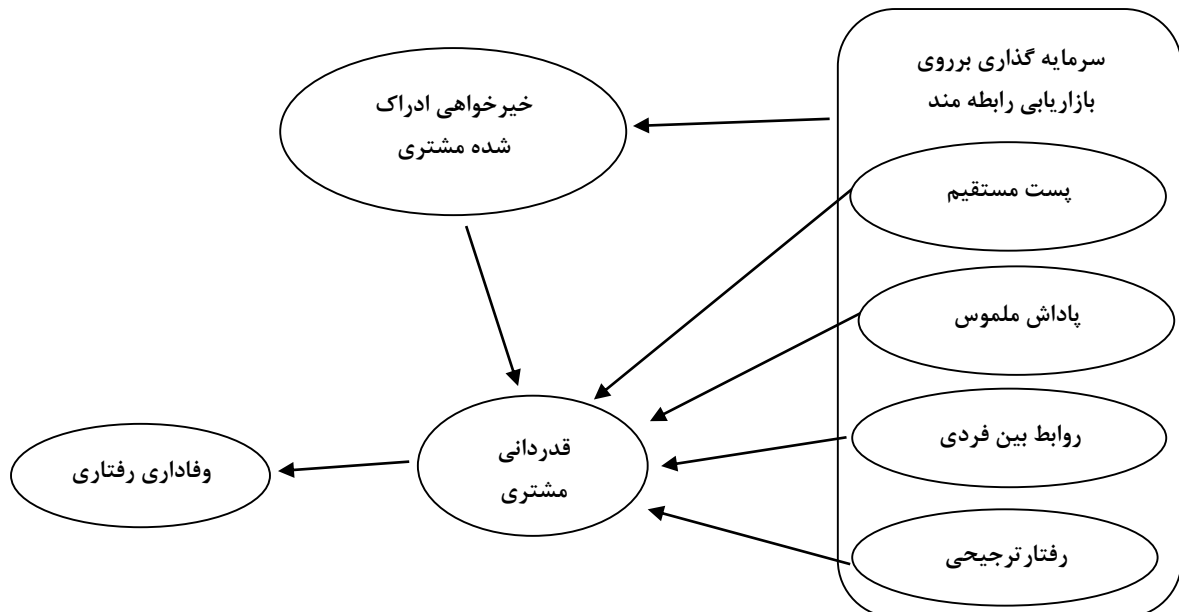 سرمایه گذاری برروی
بازاریابی رابطه مند
خیرخواهی ادراک
شده مشتری
پست مستقیم
پاداش ملموس
روابط بین فردی
قدردانی
مشتری
وفاداری رفتاری
رفتارترجیحی